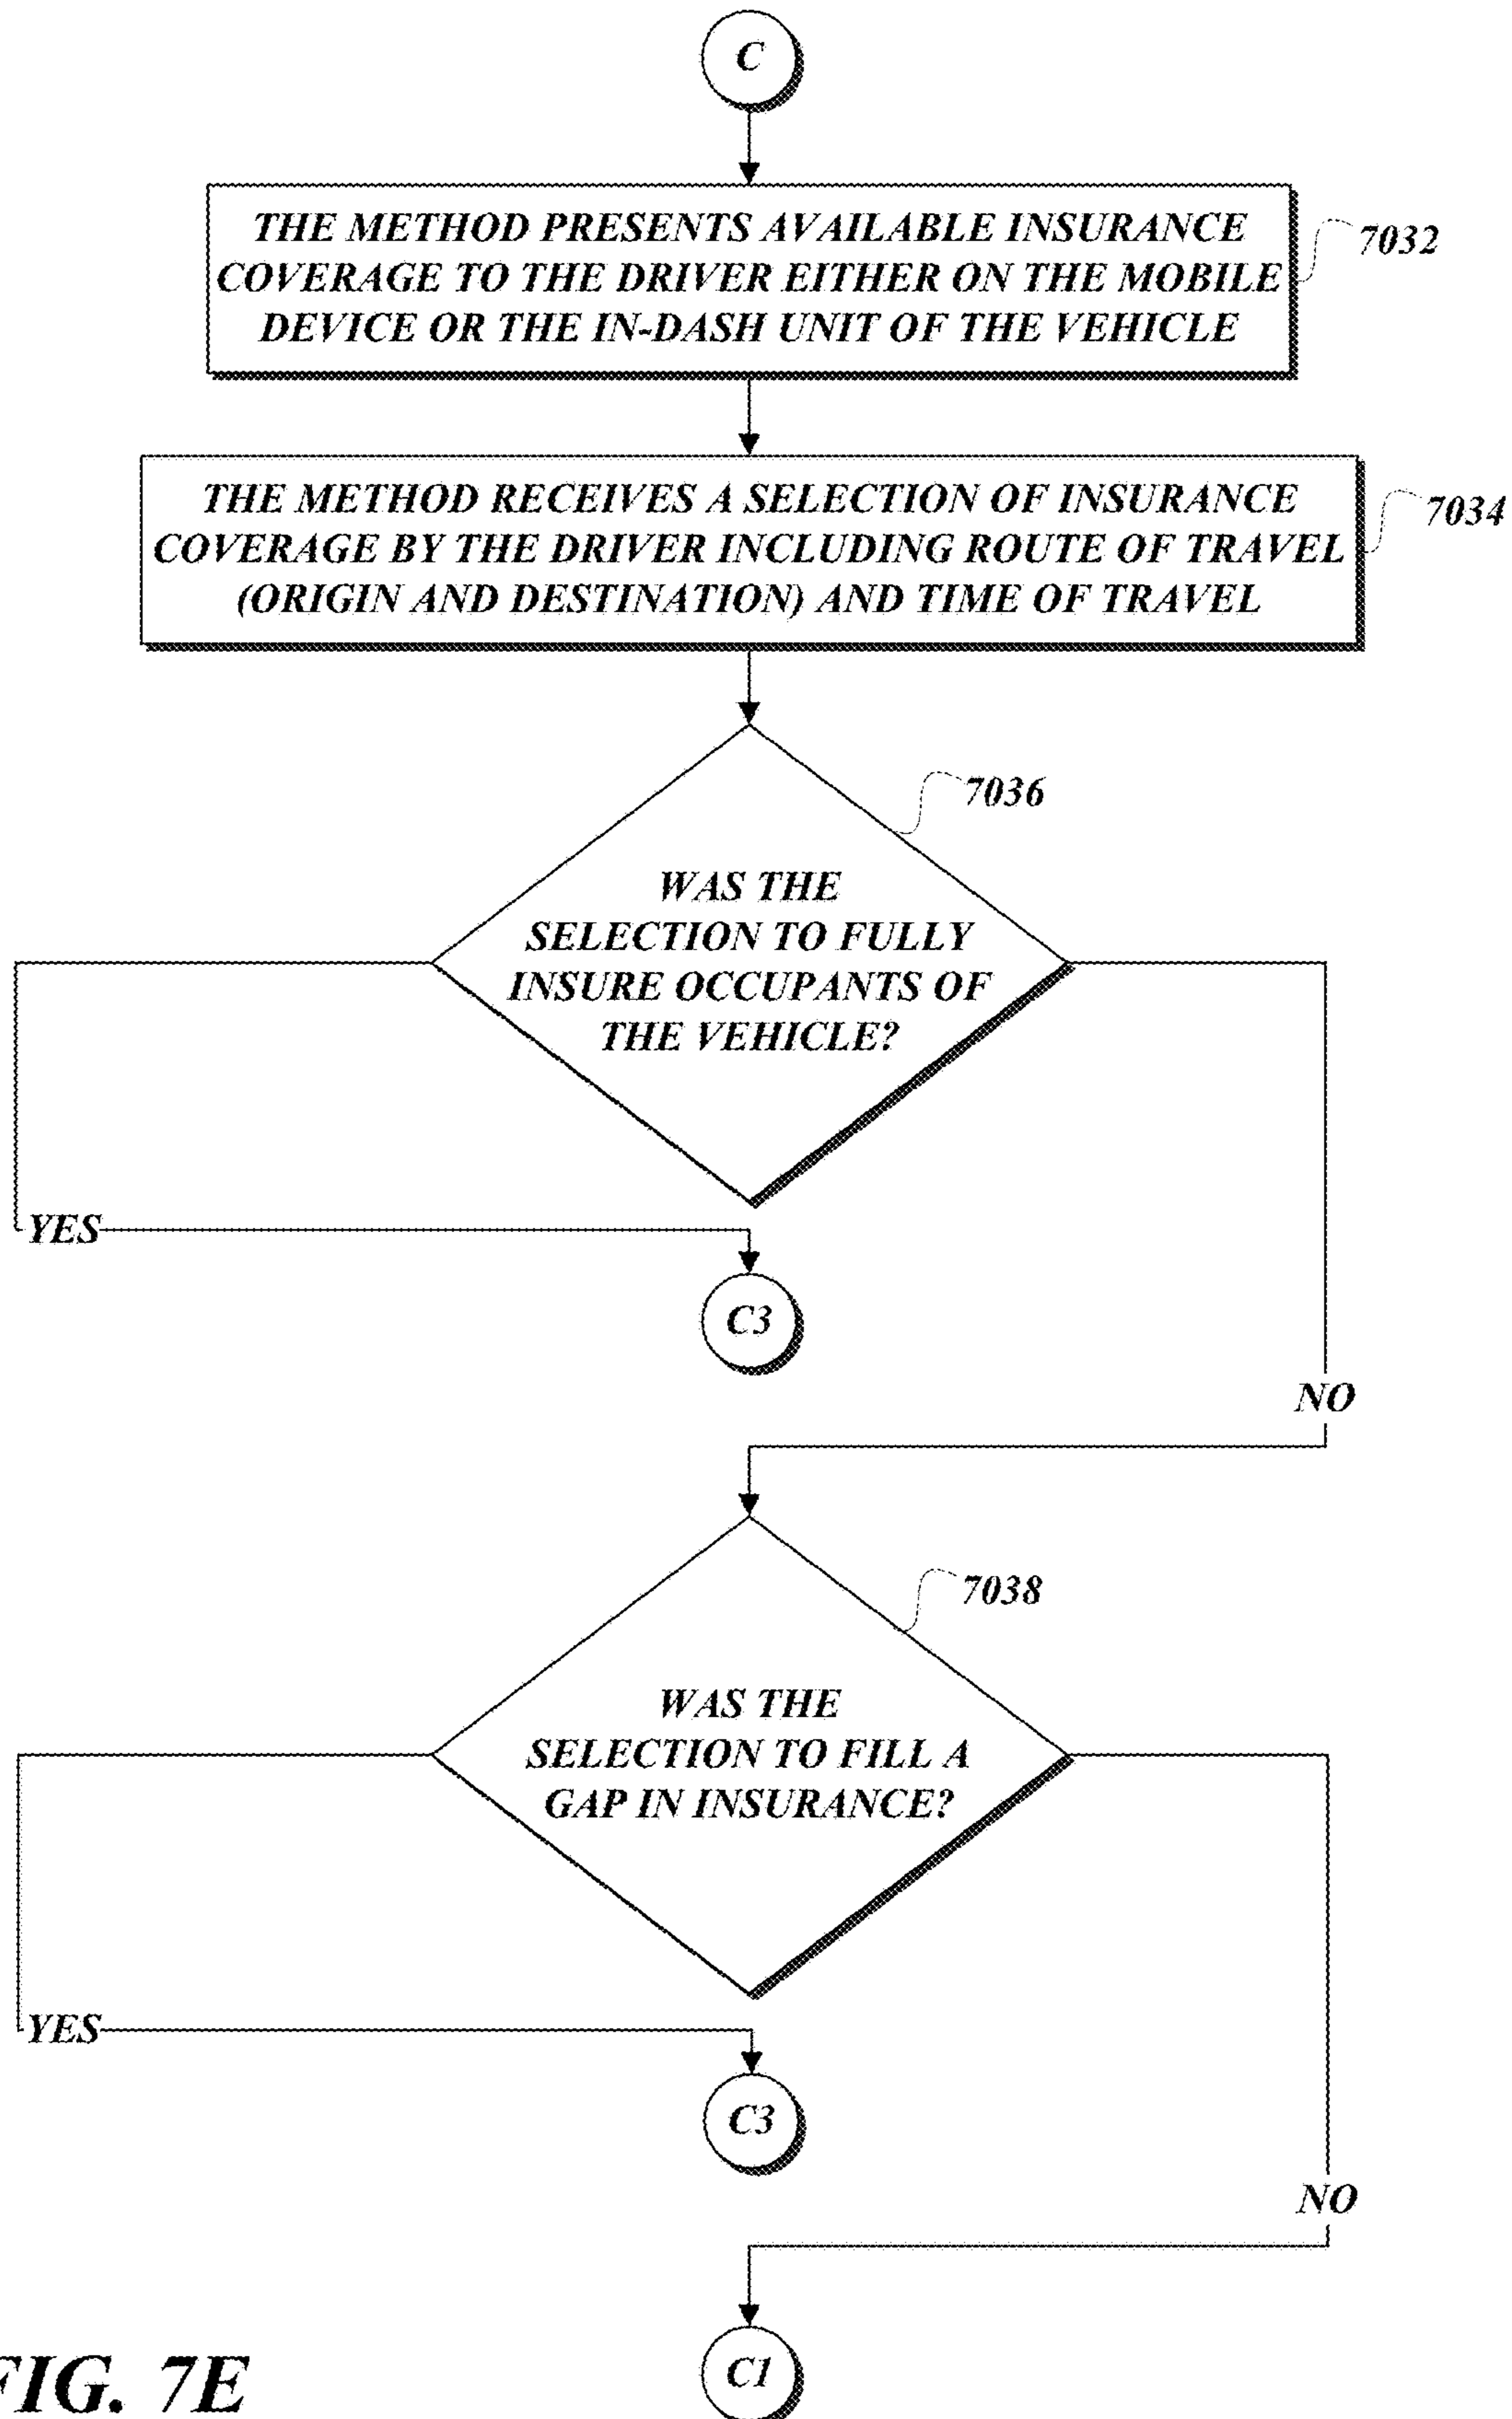 C
THE METHOD PRESENTS AVAILABLE INSURANCE
COVERAGE TO THE DRIVER EITHER ON THE MOBILE
DEVICE OR THE IN-DASH UNIT OF THE VEHICLE
7032
THE METHOD RECEIVES A SELECTION OF INSURANCE
COVERAGE BY THE DRIVER INCLUDING ROUTE OF TRAVEL
(ORIGIN AND DESTINATION) AND TIME OF TRAVEL
7034
7036
WAS THE
SELECTION TO FULLY
INSURE OCCUPANTS OF
THE VEHICLE?
YES
C3
NO
7038
WAS THE
SELECTION TO FILL A
GAP IN INSURANCE?
YES
C3
NO
C1
FIG. 7E